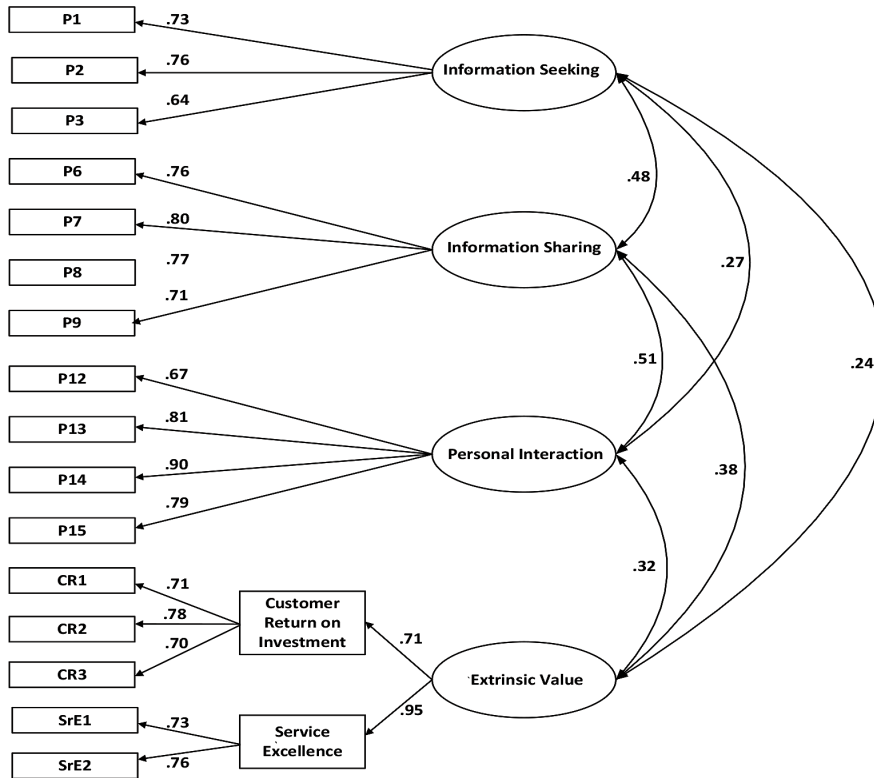 P1
.73
P2
.76
P3
.64
Information Seeking
P6
.76
P7
.80
P8
.77
P9
.71
Information Sharing
.48
.27
.24
P12
.67
P13
.81
P14
.90
P15
.79
Personal Interaction
.51
.38
CR1
.71
CR2
.78
CR3
.70
Customer
Return on
Investment
.71
SrE1
.73
SrE2
.76
Service
Excellence
.95
Extrinsic Value
.32